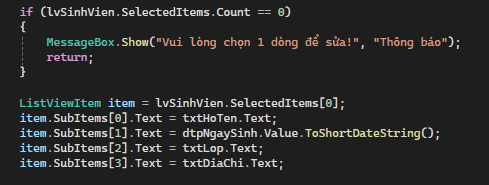 if (lvSinhVien.SelectedItems.Count == 0)
{
MessageBox.Show("Vui lòng chọn 1 dòng để sửa!", "Thông báo");
return;
}
ListViewItem item = lvSinhVien.SelectedItems[0];
item.SubItems[0].Text = txtHoTen.Text;
item.SubItems[1].Text = dtpNgaySinh.Value.ToShortDateString();
item.SubItems[2].Text = txtLop.Text;
item.SubItems[3].Text = txtDiaChi.Text;